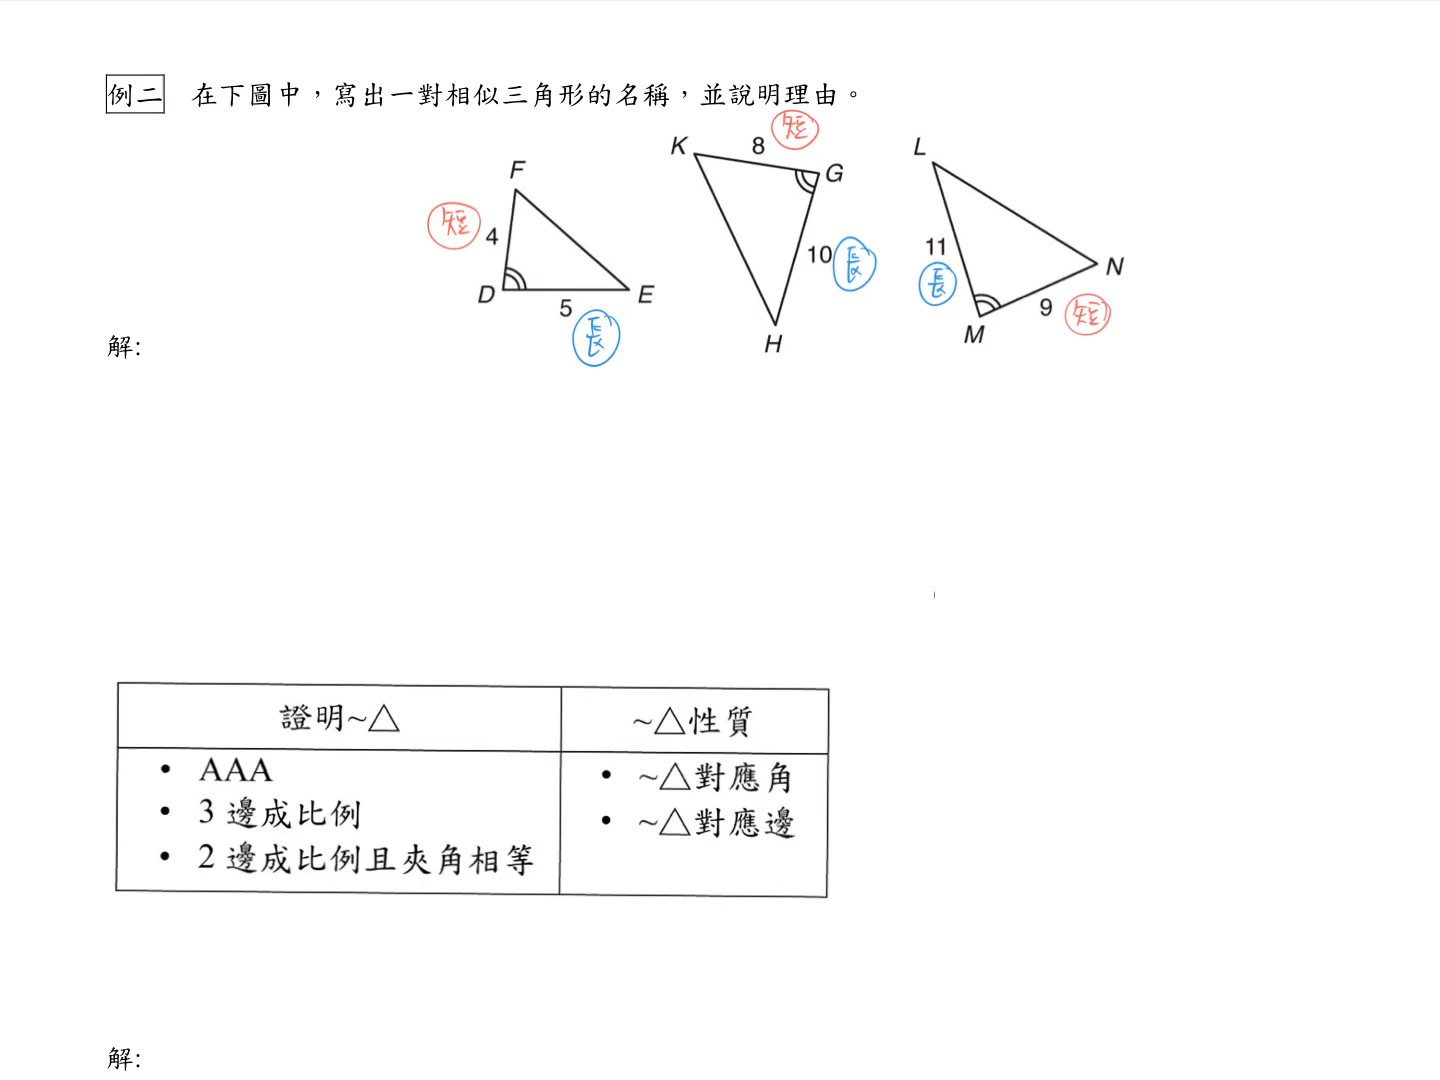 例二 在下圖中，寫出一對相似三角形的名稱，並說明理由。
K 8 短 G
L
F
短 4
10 長
11
長
N
D 5 E
長
9 短
H
M
解:
證明~△ ~△性質
• AAA
• 3 邊成比例
• 2 邊成比例且夾角相等
• ~△對應角
• ~△對應邊
解: